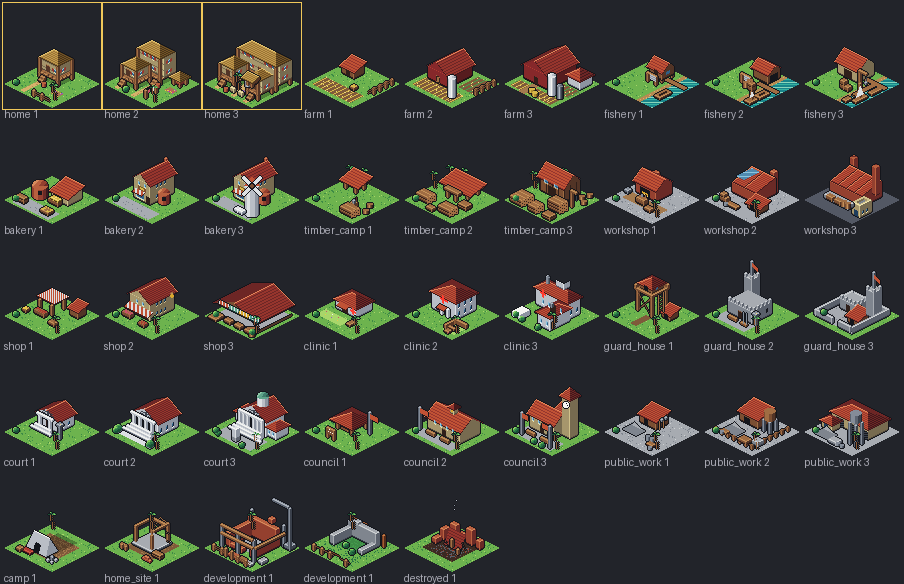 home 1 home 2 home 3 farm 1 farm 2 farm 3 fishery 1 fishery 2 fishery 3
bakery 1 bakery 2 bakery 3 timber_camp 1 timber_camp 2 timber_camp 3 workshop 1 workshop 2 workshop 3
shop 1 shop 2 shop 3 clinic 1 clinic 2 clinic 3 guard_house 1 guard_house 2 guard_house 3
court 1 court 2 court 3 council 1 council 2 council 3 public_work 1 public_work 2 public_work 3
camp 1 home_site 1 development 1 development 1 destroyed 1